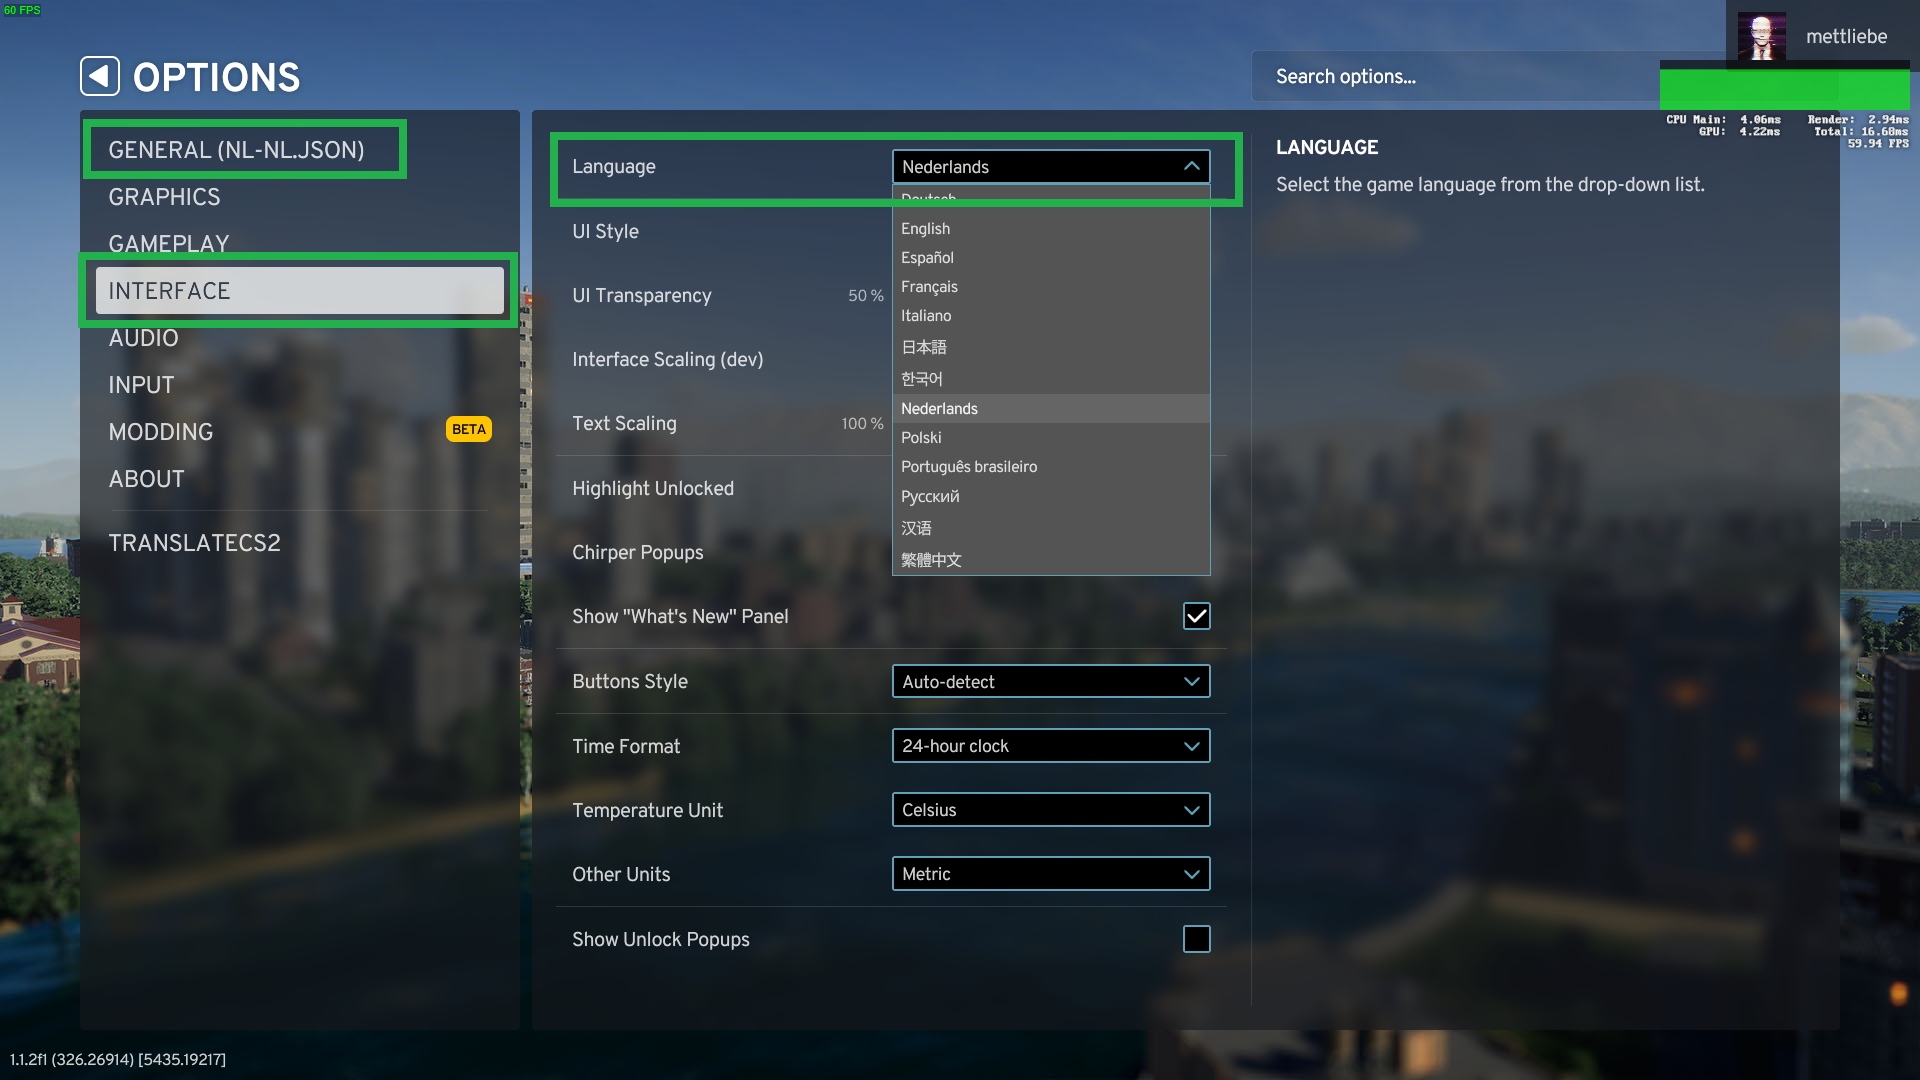 60 FPS
mettliebe
OPTIONS
Search options...
CPU Main: 4.06ms Render: 2.94ms
GPU: 4.22ms Total: 16.68ms
59.94 FPS
GENERAL (NL-NL.JSON)
GRAPHICS
GAMEPLAY
INTERFACE
AUDIO
INPUT
MODDING BETA
ABOUT
TRANSLATECS2
Language Nederlands
Deutsch
English
Español
Français
Italiano
日本語
한국어
Nederlands
Polski
Português brasileiro
Русский
汉语
繁體中文
UI Style
UI Transparency 50 %
Interface Scaling (dev)
Text Scaling 100 %
Highlight Unlocked
Chirper Popups
Show "What's New" Panel
Buttons Style Auto-detect
Time Format 24-hour clock
Temperature Unit Celsius
Other Units Metric
Show Unlock Popups
LANGUAGE
Select the game language from the drop-down list.
1.1.2f1 (326.26914) [5435.19217]